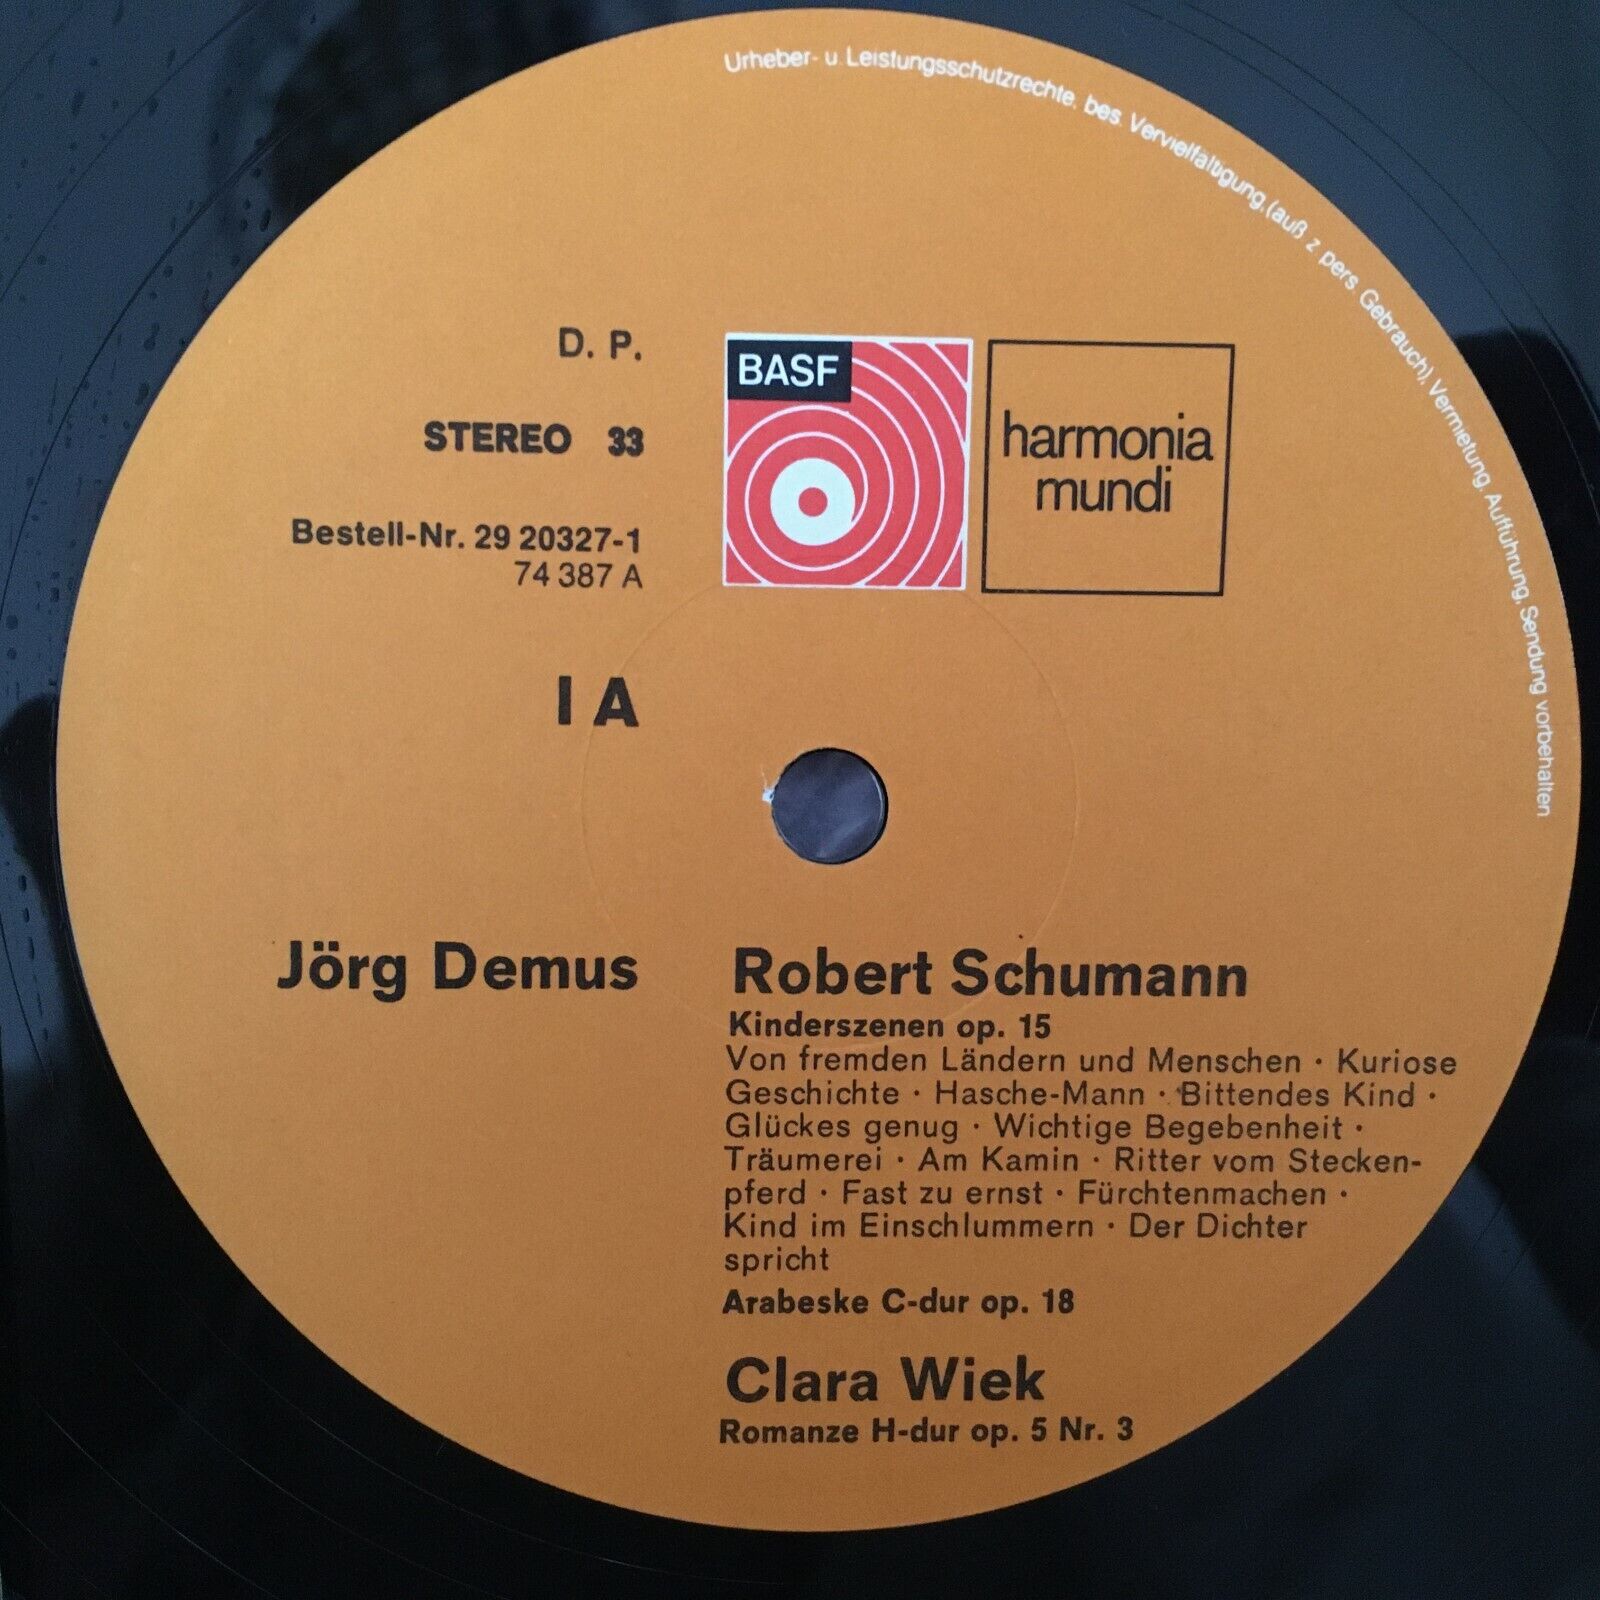 Urheber- u. Leistungsschutzrechte, bes. Vervielfältigung, (auß z pers. Gebrauch), Vermietung, Aufführung, Sendung vorbehalten
D. P.
STEREO 33
Bestell-Nr. 29 20327-1
74 387 A
BASF
harmonia
mundi
I A
Jörg Demus
Robert Schumann
Kinderszenen op. 15
Von fremden Ländern und Menschen · Kuriose
Geschichte · Hasche-Mann · Bittendes Kind ·
Glückes genug · Wichtige Begebenheit ·
Träumerei · Am Kamin · Ritter vom Stecken-
pferd · Fast zu ernst · Fürchtenmachen ·
Kind im Einschlummern · Der Dichter
spricht
Arabeske C-dur op. 18
Clara Wiek
Romanze H-dur op. 5 Nr. 3